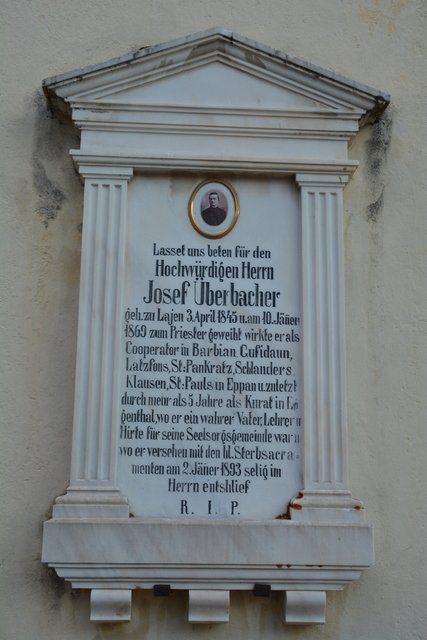 Lasset uns beten für den
Hochwürdigen Herrn
Josef Überbacher
geb. zu Lajen 3. April 1845 u. am 10. Jäner
1869 zum Priester geweiht wirkte er als
Cooperator in Barbian, Gufidaun,
Latzfons, St: Pankratz, Schlanders
Klausen, St: Pauls in Eppan u. zuletzt
durch mehr als 5 Jahre als Kurat in
genthal, wo er ein wahrer Vater, Lehrer
Hirte für seine Seelsorgsgemeinde war
wo er versehen mit den hl. Sterbsacra-
menten am 2. Jäner 1893 selig im
Herrn entschlief
R. I. P.